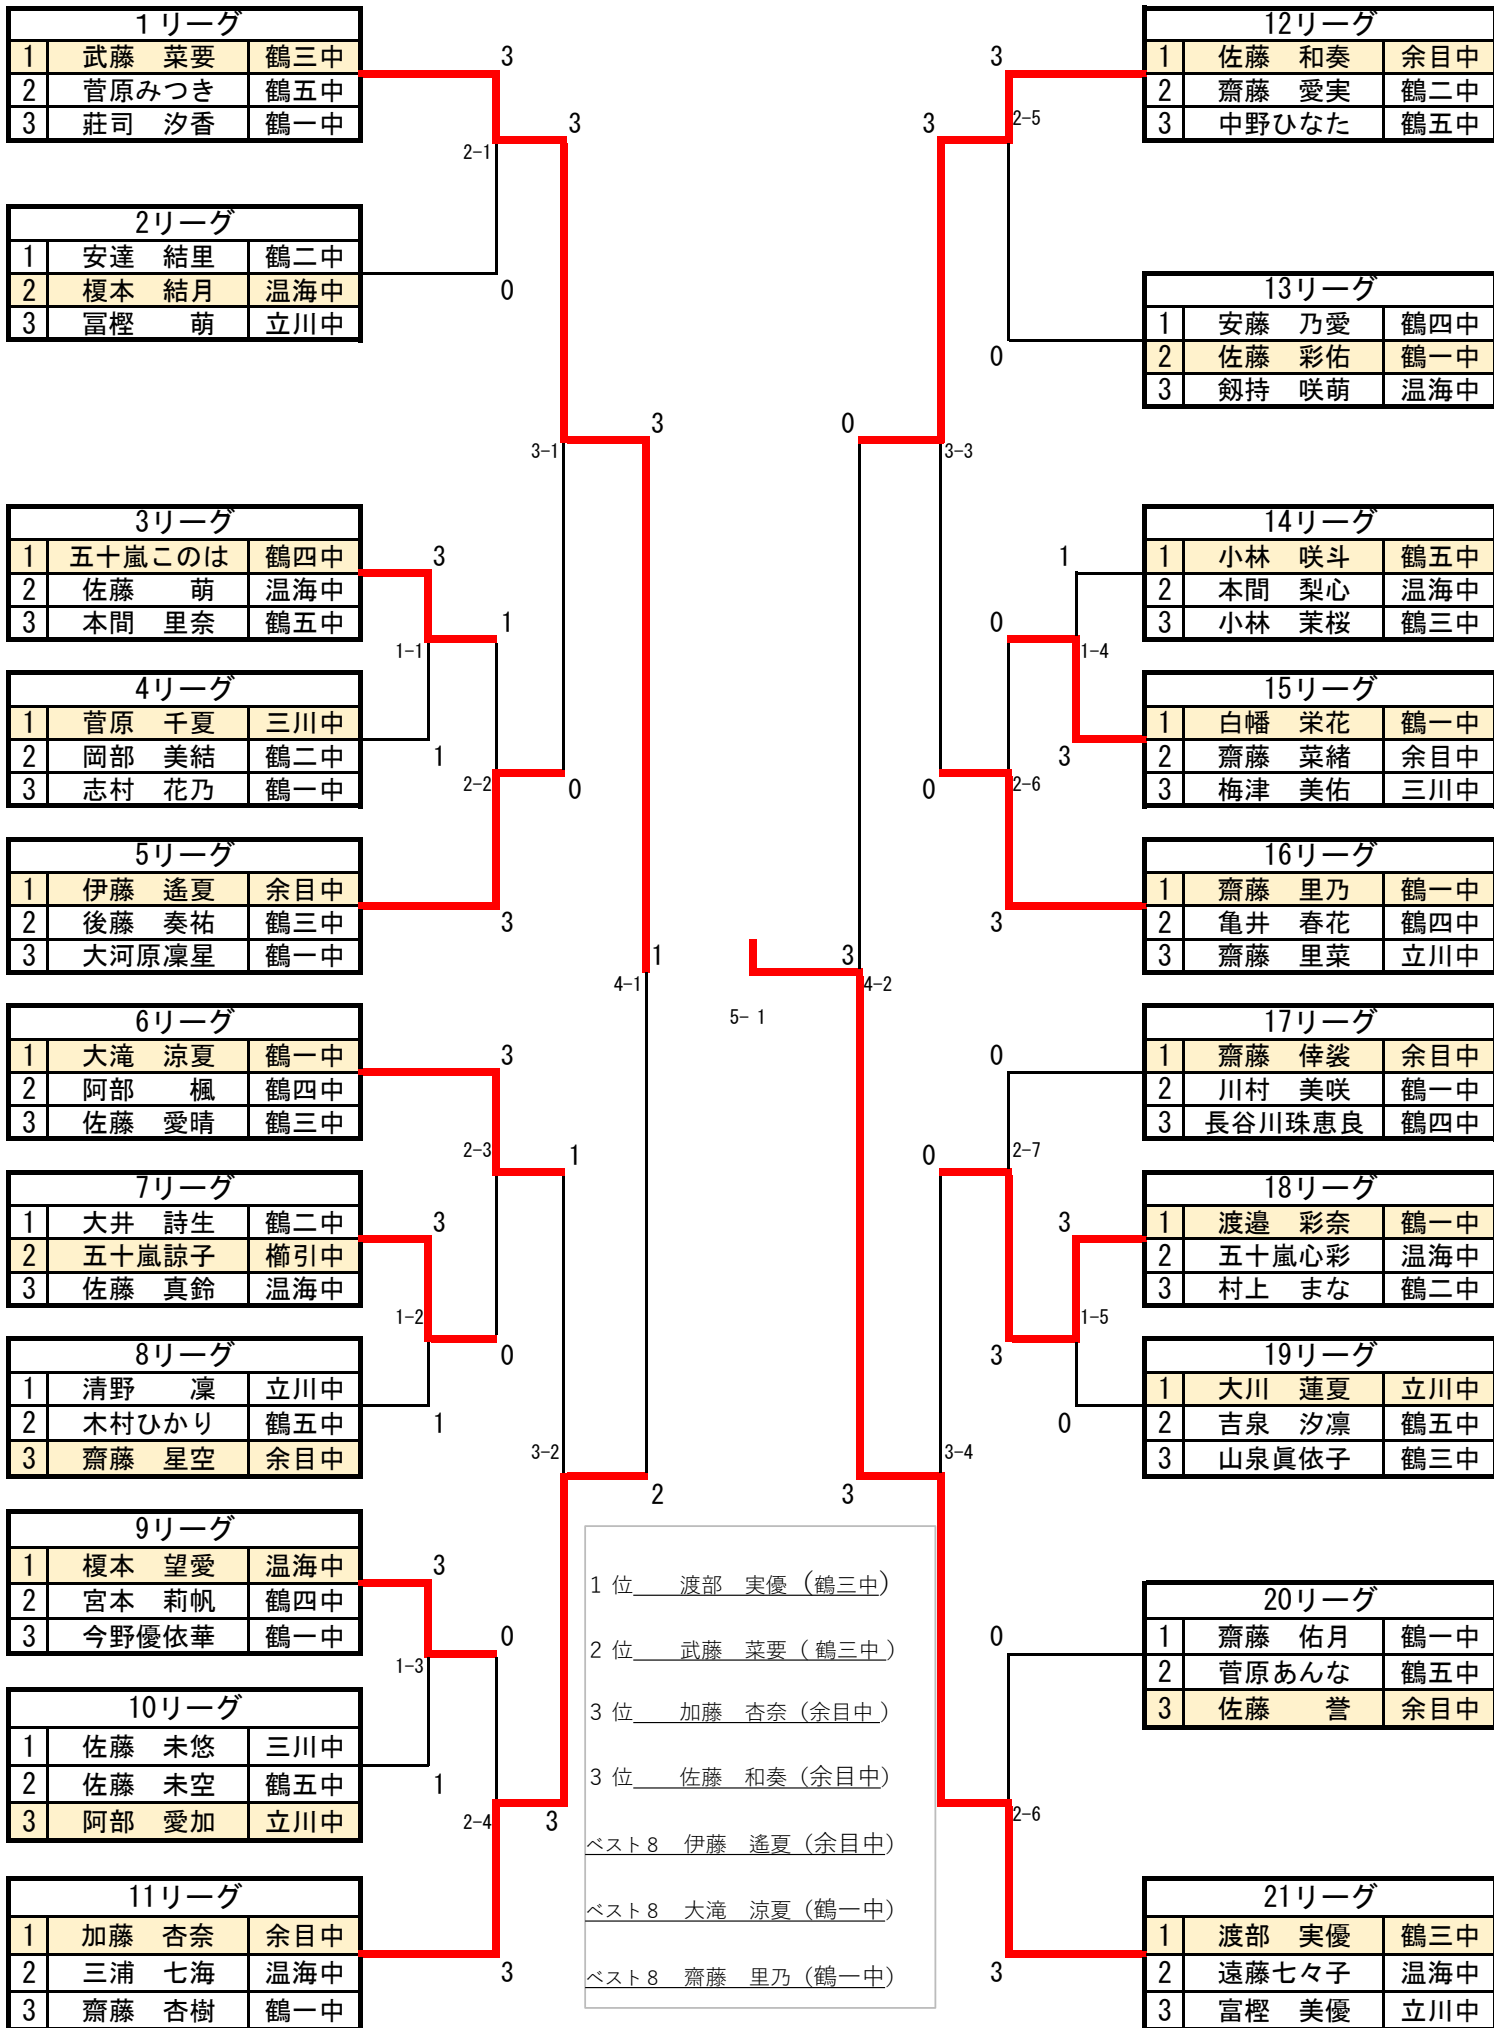 1リーグ
1 武藤　菜要 鶴三中
2 菅原みつき 鶴五中
3 莊司　汐香 鶴一中
2リーグ
1 安達　結里 鶴二中
2 榎本　結月 温海中
3 冨樫　萌 立川中
3リーグ
1 五十嵐このは 鶴四中
2 佐藤　萌 温海中
3 本間　里奈 鶴五中
4リーグ
1 菅原　千夏 三川中
2 岡部　美結 鶴二中
3 志村　花乃 鶴一中
5リーグ
1 伊藤　遙夏 余目中
2 後藤　奏祐 鶴三中
3 大河原凜星 鶴一中
6リーグ
1 大滝　涼夏 鶴一中
2 阿部　楓 鶴四中
3 佐藤　愛晴 鶴三中
7リーグ
1 大井　詩生 鶴二中
2 五十嵐諒子 櫛引中
3 佐藤　真鈴 温海中
8リーグ
1 清野　凜 立川中
2 木村ひかり 鶴五中
3 齋藤　星空 余目中
9リーグ
1 榎本　望愛 温海中
2 宮本　莉帆 鶴四中
3 今野優依華 鶴一中
10リーグ
1 佐藤　未悠 三川中
2 佐藤　未空 鶴五中
3 阿部　愛加 立川中
11リーグ
1 加藤　杏奈 余目中
2 三浦　七海 温海中
3 齋藤　杏樹 鶴一中
3
2-1
0
3
3
1-1
1
1
2-2
3
3-1
0
3
3
2-3
3
1-2
1
0
1
3-2
3
1-3
1
0
2-4
3
3
1
4-1
2
5- 1
3
4-2
0
3
3
3-3
0
3
2-5
0
1
1-4
3
0
2-6
3
0
2-7
3
3
1-5
0
0
3-4
0
2-6
3
12リーグ
1 佐藤　和奏 余目中
2 齋藤　愛実 鶴二中
3 中野ひなた 鶴五中
13リーグ
1 安藤　乃愛 鶴四中
2 佐藤　彩佑 鶴一中
3 剱持　咲萌 温海中
14リーグ
1 小林　咲斗 鶴五中
2 本間　梨心 温海中
3 小林　茉桜 鶴三中
15リーグ
1 白幡　栄花 鶴一中
2 齋藤　菜緒 余目中
3 梅津　美佑 三川中
16リーグ
1 齋藤　里乃 鶴一中
2 亀井　春花 鶴四中
3 齋藤　里菜 立川中
17リーグ
1 齋藤　倖裟 余目中
2 川村　美咲 鶴一中
3 長谷川珠恵良 鶴四中
18リーグ
1 渡邉　彩奈 鶴一中
2 五十嵐心彩 温海中
3 村上　まな 鶴二中
19リーグ
1 大川　蓮夏 立川中
2 吉泉　汐凛 鶴五中
3 山泉眞依子 鶴三中
20リーグ
1 齋藤　佑月 鶴一中
2 菅原あんな 鶴五中
3 佐藤　誉 余目中
21リーグ
1 渡部　実優 鶴三中
2 遠藤七々子 温海中
3 富樫　美優 立川中
1 位　渡部　実優（鶴三中）
2 位　武藤　菜要（鶴三中）
3 位　加藤　杏奈（余目中）
3 位　佐藤　和奏（余目中）
ベスト８　伊藤　遙夏（余目中）
ベスト８　大滝　涼夏（鶴一中）
ベスト８　齋藤　里乃（鶴一中）